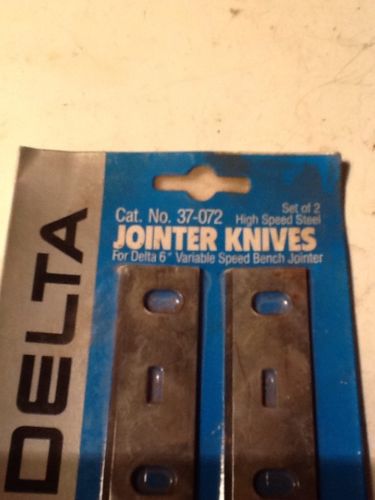 Cat. No. 37-072
Set of 2
High Speed Steel
JOINTER KNIVES
For Delta 6" Variable Speed Bench Jointer
DELTA